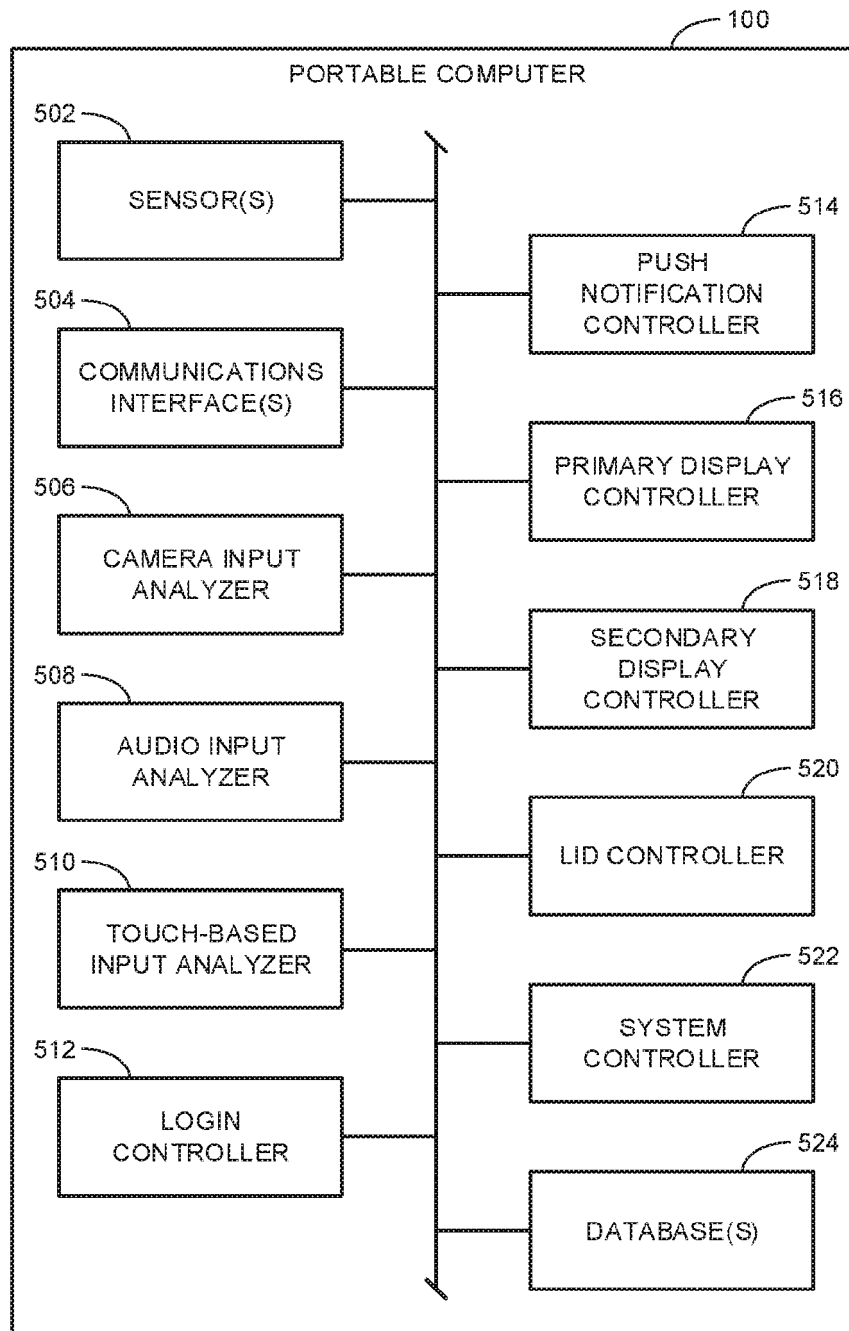 100
PORTABLE COMPUTER
502
SENSOR(S)
504
COMMUNICATIONS
INTERFACE(S)
506
CAMERA INPUT
ANALYZER
508
AUDIO INPUT
ANALYZER
510
TOUCH-BASED
INPUT ANALYZER
512
LOGIN
CONTROLLER
514
PUSH
NOTIFICATION
CONTROLLER
516
PRIMARY DISPLAY
CONTROLLER
518
SECONDARY
DISPLAY
CONTROLLER
520
LID CONTROLLER
522
SYSTEM
CONTROLLER
524
DATABASE(S)